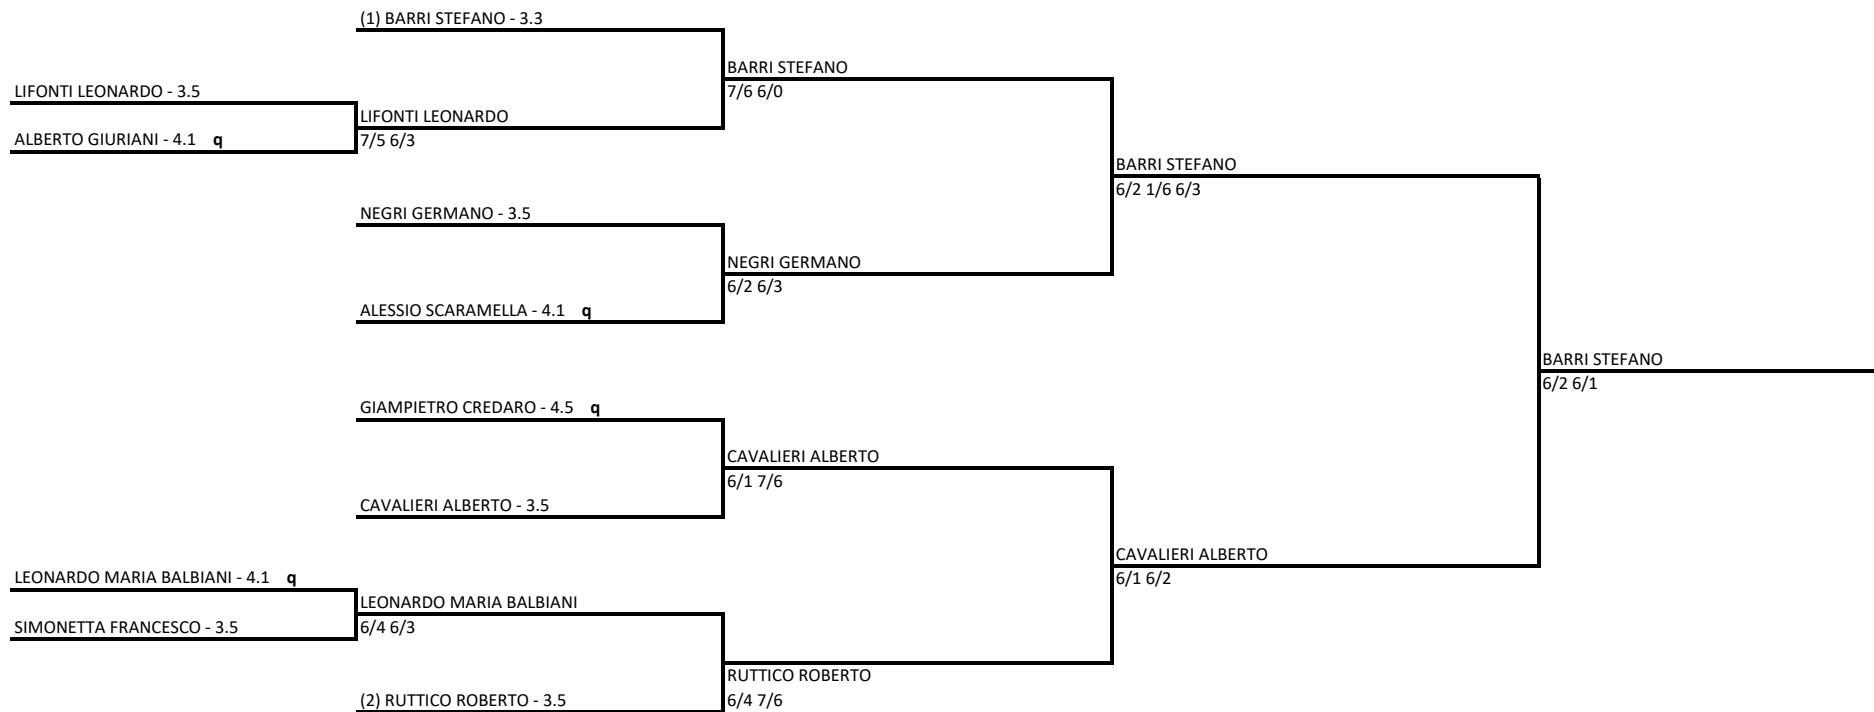 (1) BARRI STEFANO - 3.3
BARRI STEFANO
7/6 6/0
LIFONTI LEONARDO - 3.5
LIFONTI LEONARDO
7/5 6/3
ALBERTO GIURIANI - 4.1 q
BARRI STEFANO
6/2 1/6 6/3
NEGRI GERMANO - 3.5
NEGRI GERMANO
6/2 6/3
ALESSIO SCARAMELLA - 4.1 q
BARRI STEFANO
6/2 6/1
GIAMPIETRO CREDARO - 4.5 q
CAVALIERI ALBERTO
6/1 7/6
CAVALIERI ALBERTO - 3.5
CAVALIERI ALBERTO
6/1 6/2
LEONARDO MARIA BALBIANI - 4.1 q
LEONARDO MARIA BALBIANI
6/4 6/3
SIMONETTA FRANCESCO - 3.5
RUTTICO ROBERTO
6/4 7/6
(2) RUTTICO ROBERTO - 3.5